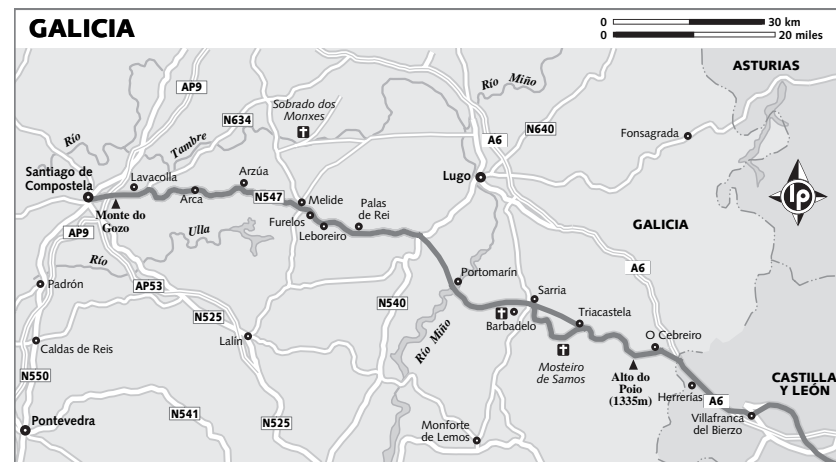 GALICIA
0 30 km
0 20 miles
ASTURIAS
AP9
Río Miño
Sobrado dos
Monxes
N634
N640
A6
Fonsagrada
Río
Tambre
Santiago de
Compostela
Lavacolla
Arca
Arzúa
N547
Melide
Palas
de Rei
Lugo
lp
Monte do
Gozo
Furelos
Leboreiro
GALICIA
AP9
Ulla
Río
A6
Padrón
AP53
Portomarín
Sarria
N525
N540
Triacastela
Barbadelo
O Cebreiro
Río Miño
Lalín
Caldas de Reis
Mosteiro
de Samos
Alto do
Poio
(1335m)
CASTILLA
Y LEÓN
N550
Herrerías
A6
N541
Villafranca
del Bierzo
Pontevedra
N525
Monforte
de Lemos